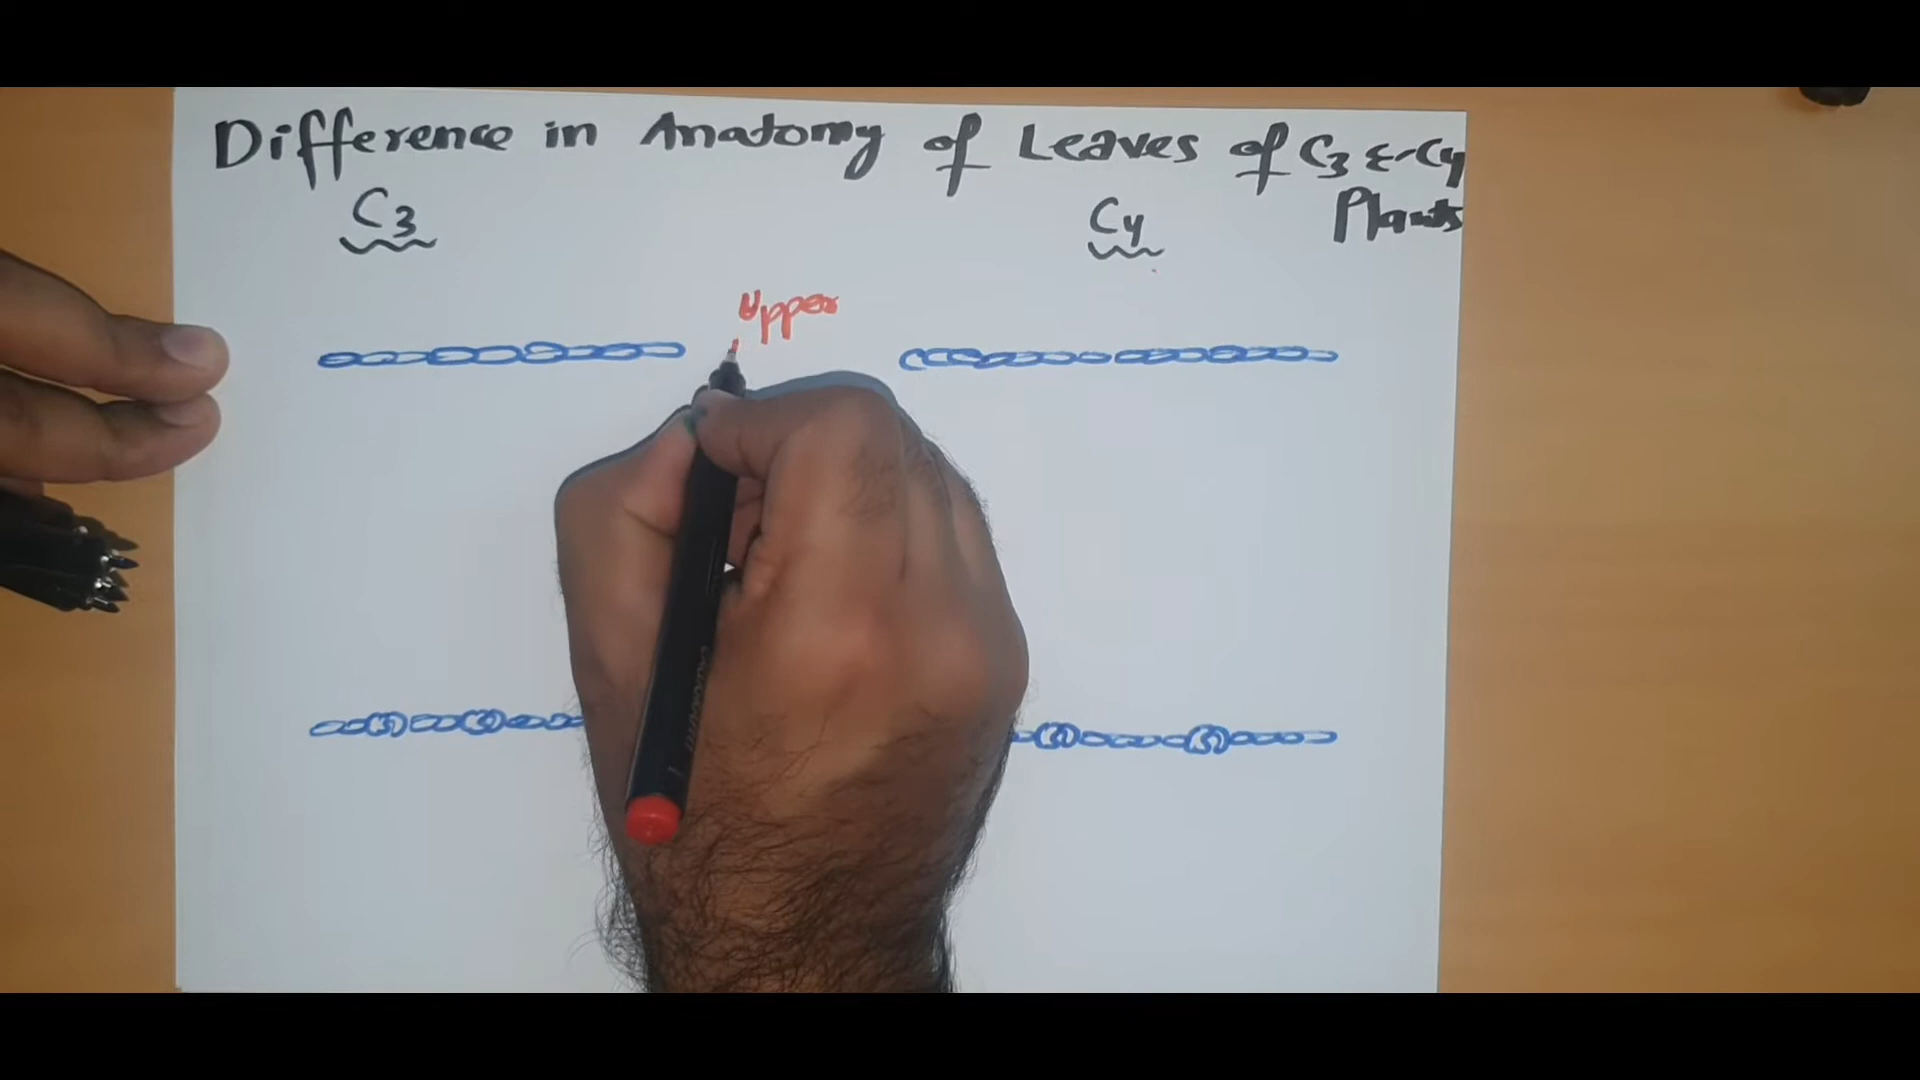 Difference in Anatomy of Leaves of C3 & C4
Plants
C3
C4
Upper